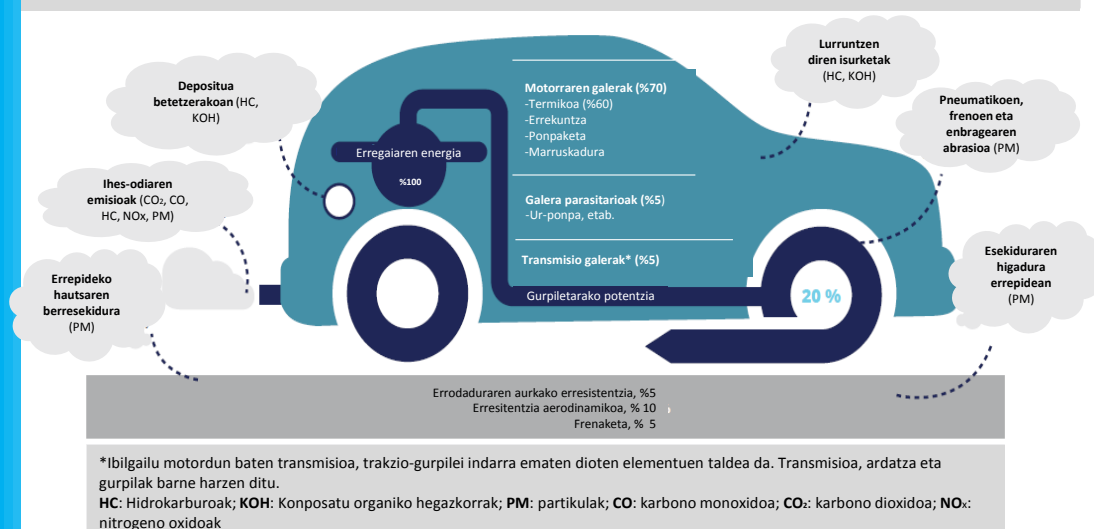 Lurruntzen
diren isurketak
(HC, KOH)
Depositua
betetzerakoan (HC,
KOH)
Motorraren galerak (%70)
-Termikoa (%60)
-Errekuntza
-Ponpaketa
-Marruskadura
Pneumatikoen,
frenoen eta
enbragearen
abrasioa (PM)
Erregaiaren energia
%100
Ihes-odiaren
emisioak (CO₂, CO,
HC, NOx, PM)
Galera parasitarioak (%5)
-Ur-ponpa, etab.
Transmisio galerak* (%5)
Esekiduraren
higadura
errepidean
(PM)
Errepideko
hautsaren
berresekidura
(PM)
Gurpiletarako potentzia
20 %
Errodaduraren aurkako erresistentzia, %5
Erresitentzia aerodinamikoa, % 10
Frenaketa, % 5
*Ibilgailu motordun baten transmisioa, trakzio-gurpilei indarra ematen dioten elementuen taldea da. Transmisioa, ardatza eta
gurpilak barne harzen ditu.
HC: Hidrokarburoak; KOH: Konposatu organiko hegazkorrak; PM: partikulak; CO: karbono monoxidoa; CO₂: karbono dioxidoa; NOₓ:
nitrogeno oxidoak